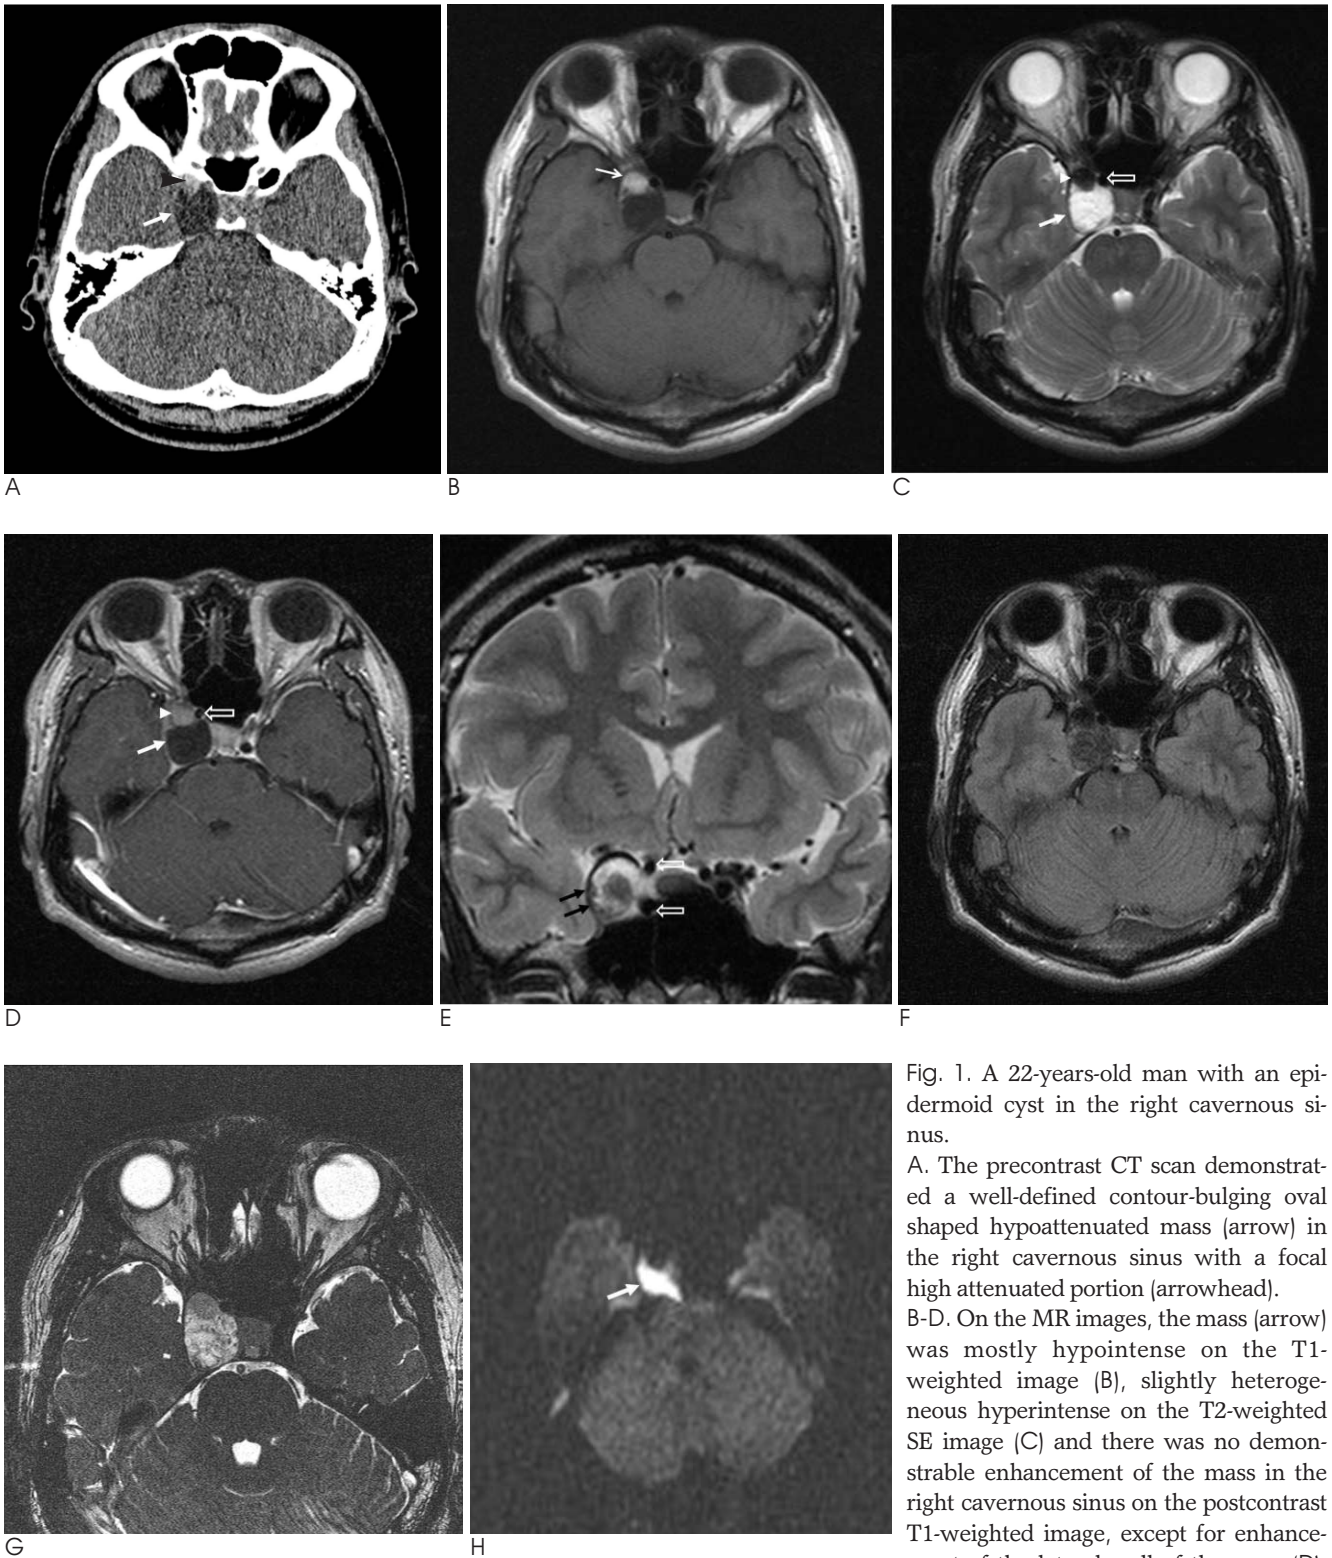 A
B
C
D
E
F
G
H
Fig. 1. A 22-years-old man with an epi-
dermoid cyst in the right cavernous si-
nus.
A. The precontrast CT scan demonstrat-
ed a well-defined contour-bulging oval
shaped hypoattenuated mass (arrow) in
the right cavernous sinus with a focal
high attenuated portion (arrowhead).
B-D. On the MR images, the mass (arrow)
was mostly hypointense on the T1-
weighted image (B), slightly heteroge-
neous hyperintense on the T2-weighted
SE image (C) and there was no demon-
strable enhancement of the mass in the
right cavernous sinus on the postcontrast
T1-weighted image, except for enhance-